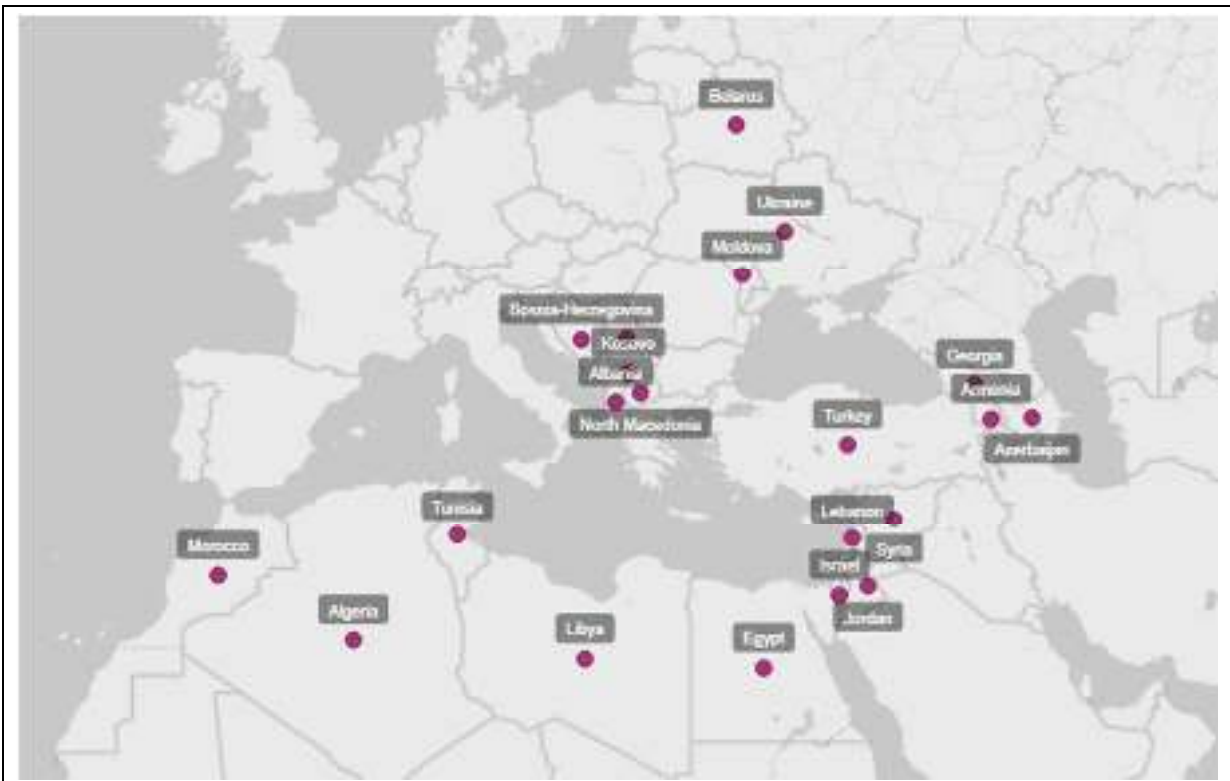 Belarus
Ukraine
Moldova
Bosnia-Herzegovina
Kosovo
Albania
North Macedonia
Georgia
Armenia
Azerbaijan
Turkey
Lebanon
Syria
Israel
Jordan
Tunisia
Morocco
Algeria
Libya
Egypt